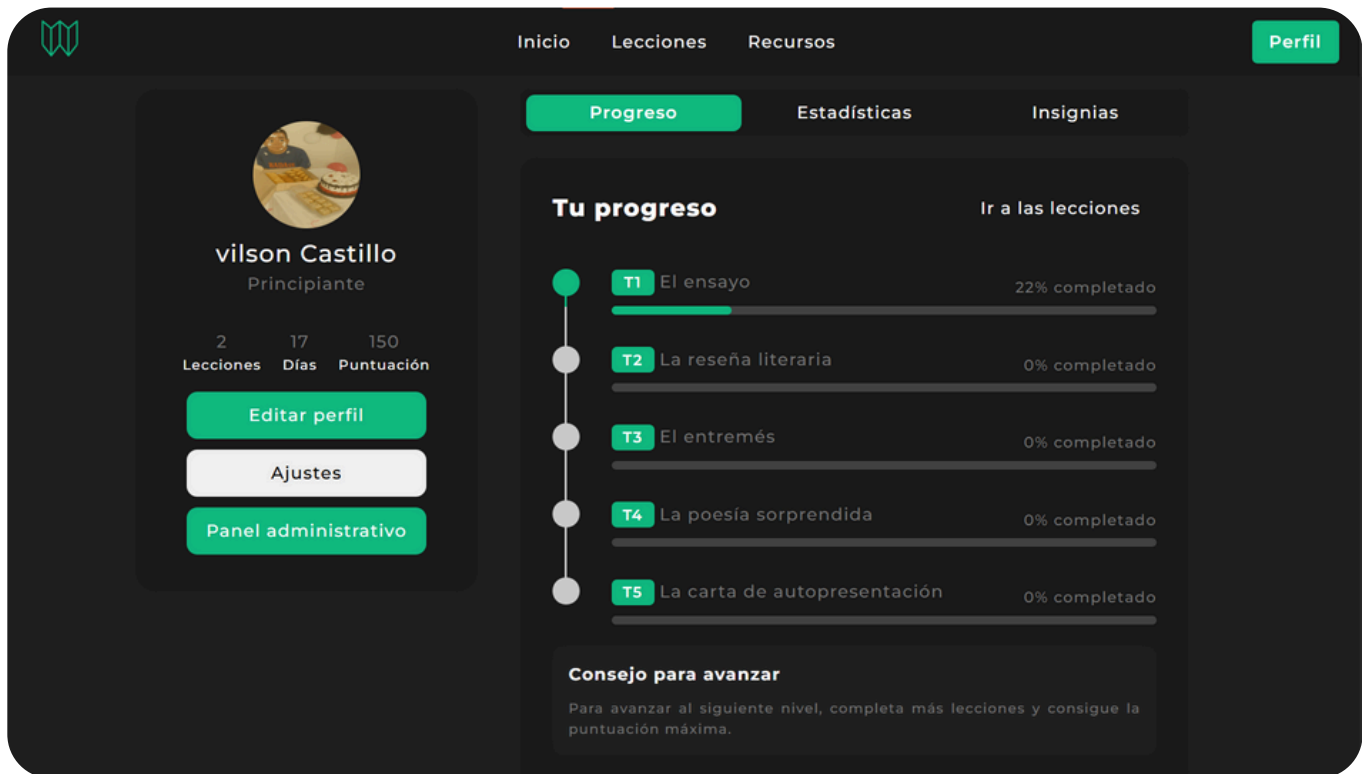 Inicio Lecciones Recursos Perfil
vilson Castillo
Principiante
2 17 150
Lecciones Días Puntuación
Editar perfil
Ajustes
Panel administrativo
Progreso Estadísticas Insignias
Tu progreso Ir a las lecciones
T1 El ensayo 22% completado
T2 La reseña literaria 0% completado
T3 El entremés 0% completado
T4 La poesía sorprendida 0% completado
T5 La carta de autopresentación 0% completado
Consejo para avanzar
Para avanzar al siguiente nivel, completa más lecciones y consigue la
puntuación máxima.